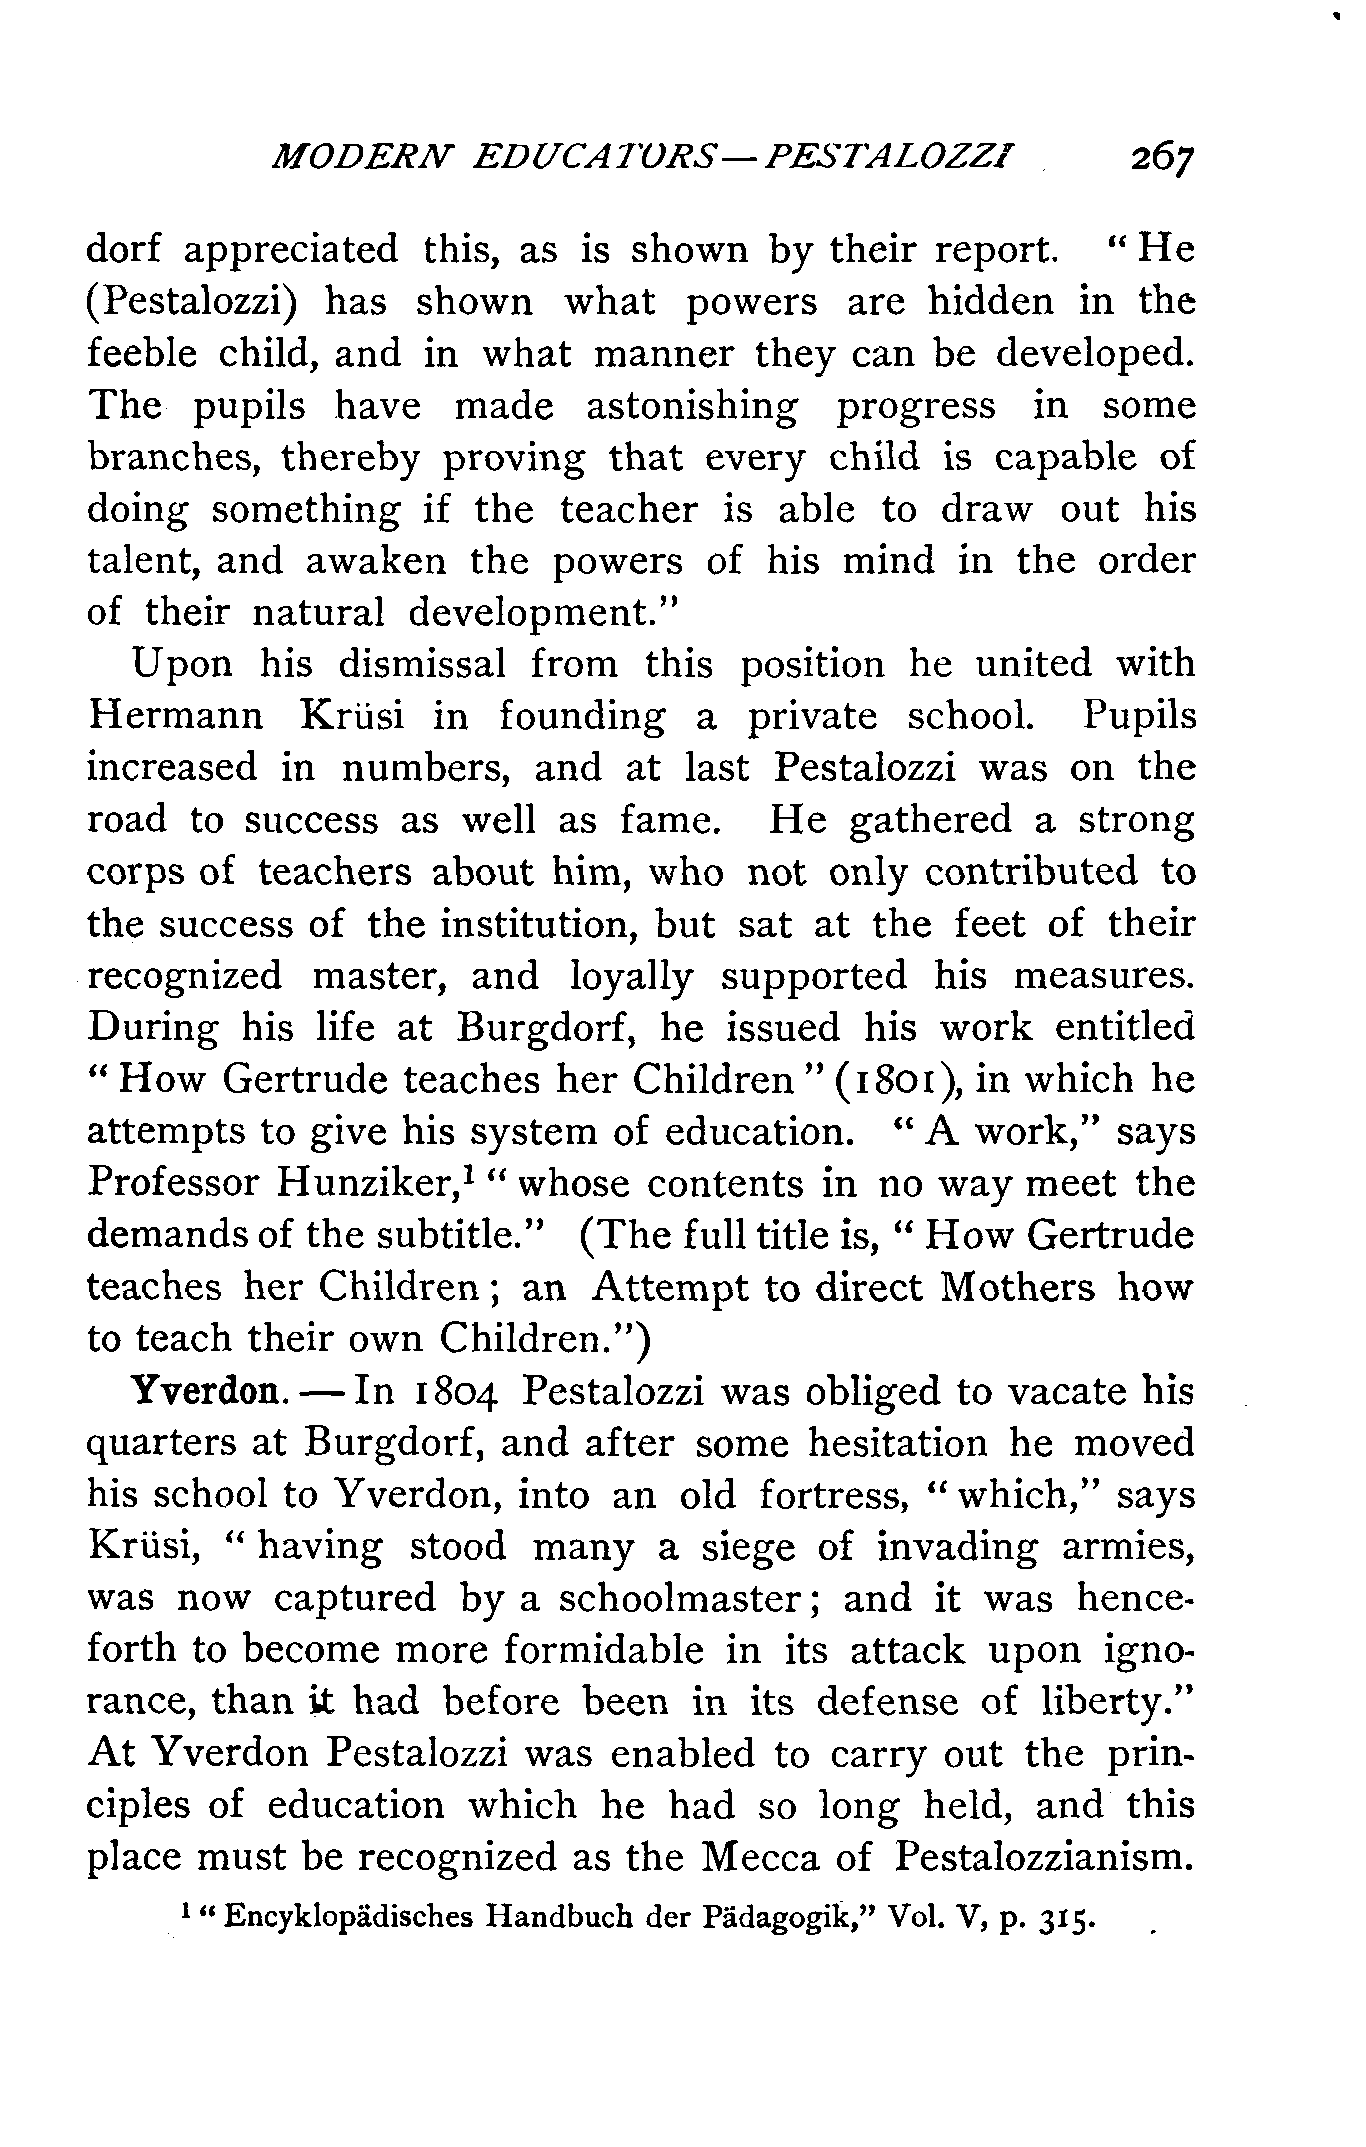 MODERN EDUCATORS — PESTALOZZI 267
dorf appreciated this, as is shown by their report. “ He
(Pestalozzi) has shown what powers are hidden in the
feeble child, and in what manner they can be developed.
The pupils have made astonishing progress in some
branches, thereby proving that every child is capable of
doing something if the teacher is able to draw out his
talent, and awaken the powers of his mind in the order
of their natural development.”
Upon his dismissal from this position he united with
Hermann Krüsi in founding a private school. Pupils
increased in numbers, and at last Pestalozzi was on the
road to success as well as fame. He gathered a strong
corps of teachers about him, who not only contributed to
the success of the institution, but sat at the feet of their
recognized master, and loyally supported his measures.
During his life at Burgdorf, he issued his work entitled
“ How Gertrude teaches her Children ” (1801), in which he
attempts to give his system of education. “ A work,” says
Professor Hunziker,¹ “ whose contents in no way meet the
demands of the subtitle.” (The full title is, “ How Gertrude
teaches her Children ; an Attempt to direct Mothers how
to teach their own Children.”)
Yverdon. — In 1804 Pestalozzi was obliged to vacate his
quarters at Burgdorf, and after some hesitation he moved
his school to Yverdon, into an old fortress, “ which,” says
Krüsi, “ having stood many a siege of invading armies,
was now captured by a schoolmaster ; and it was hence-
forth to become more formidable in its attack upon igno-
rance, than it had before been in its defense of liberty.”
At Yverdon Pestalozzi was enabled to carry out the prin-
ciples of education which he had so long held, and this
place must be recognized as the Mecca of Pestalozzianism.
¹ “ Encyklopädisches Handbuch der Pädagogik,” Vol. V, p. 315.